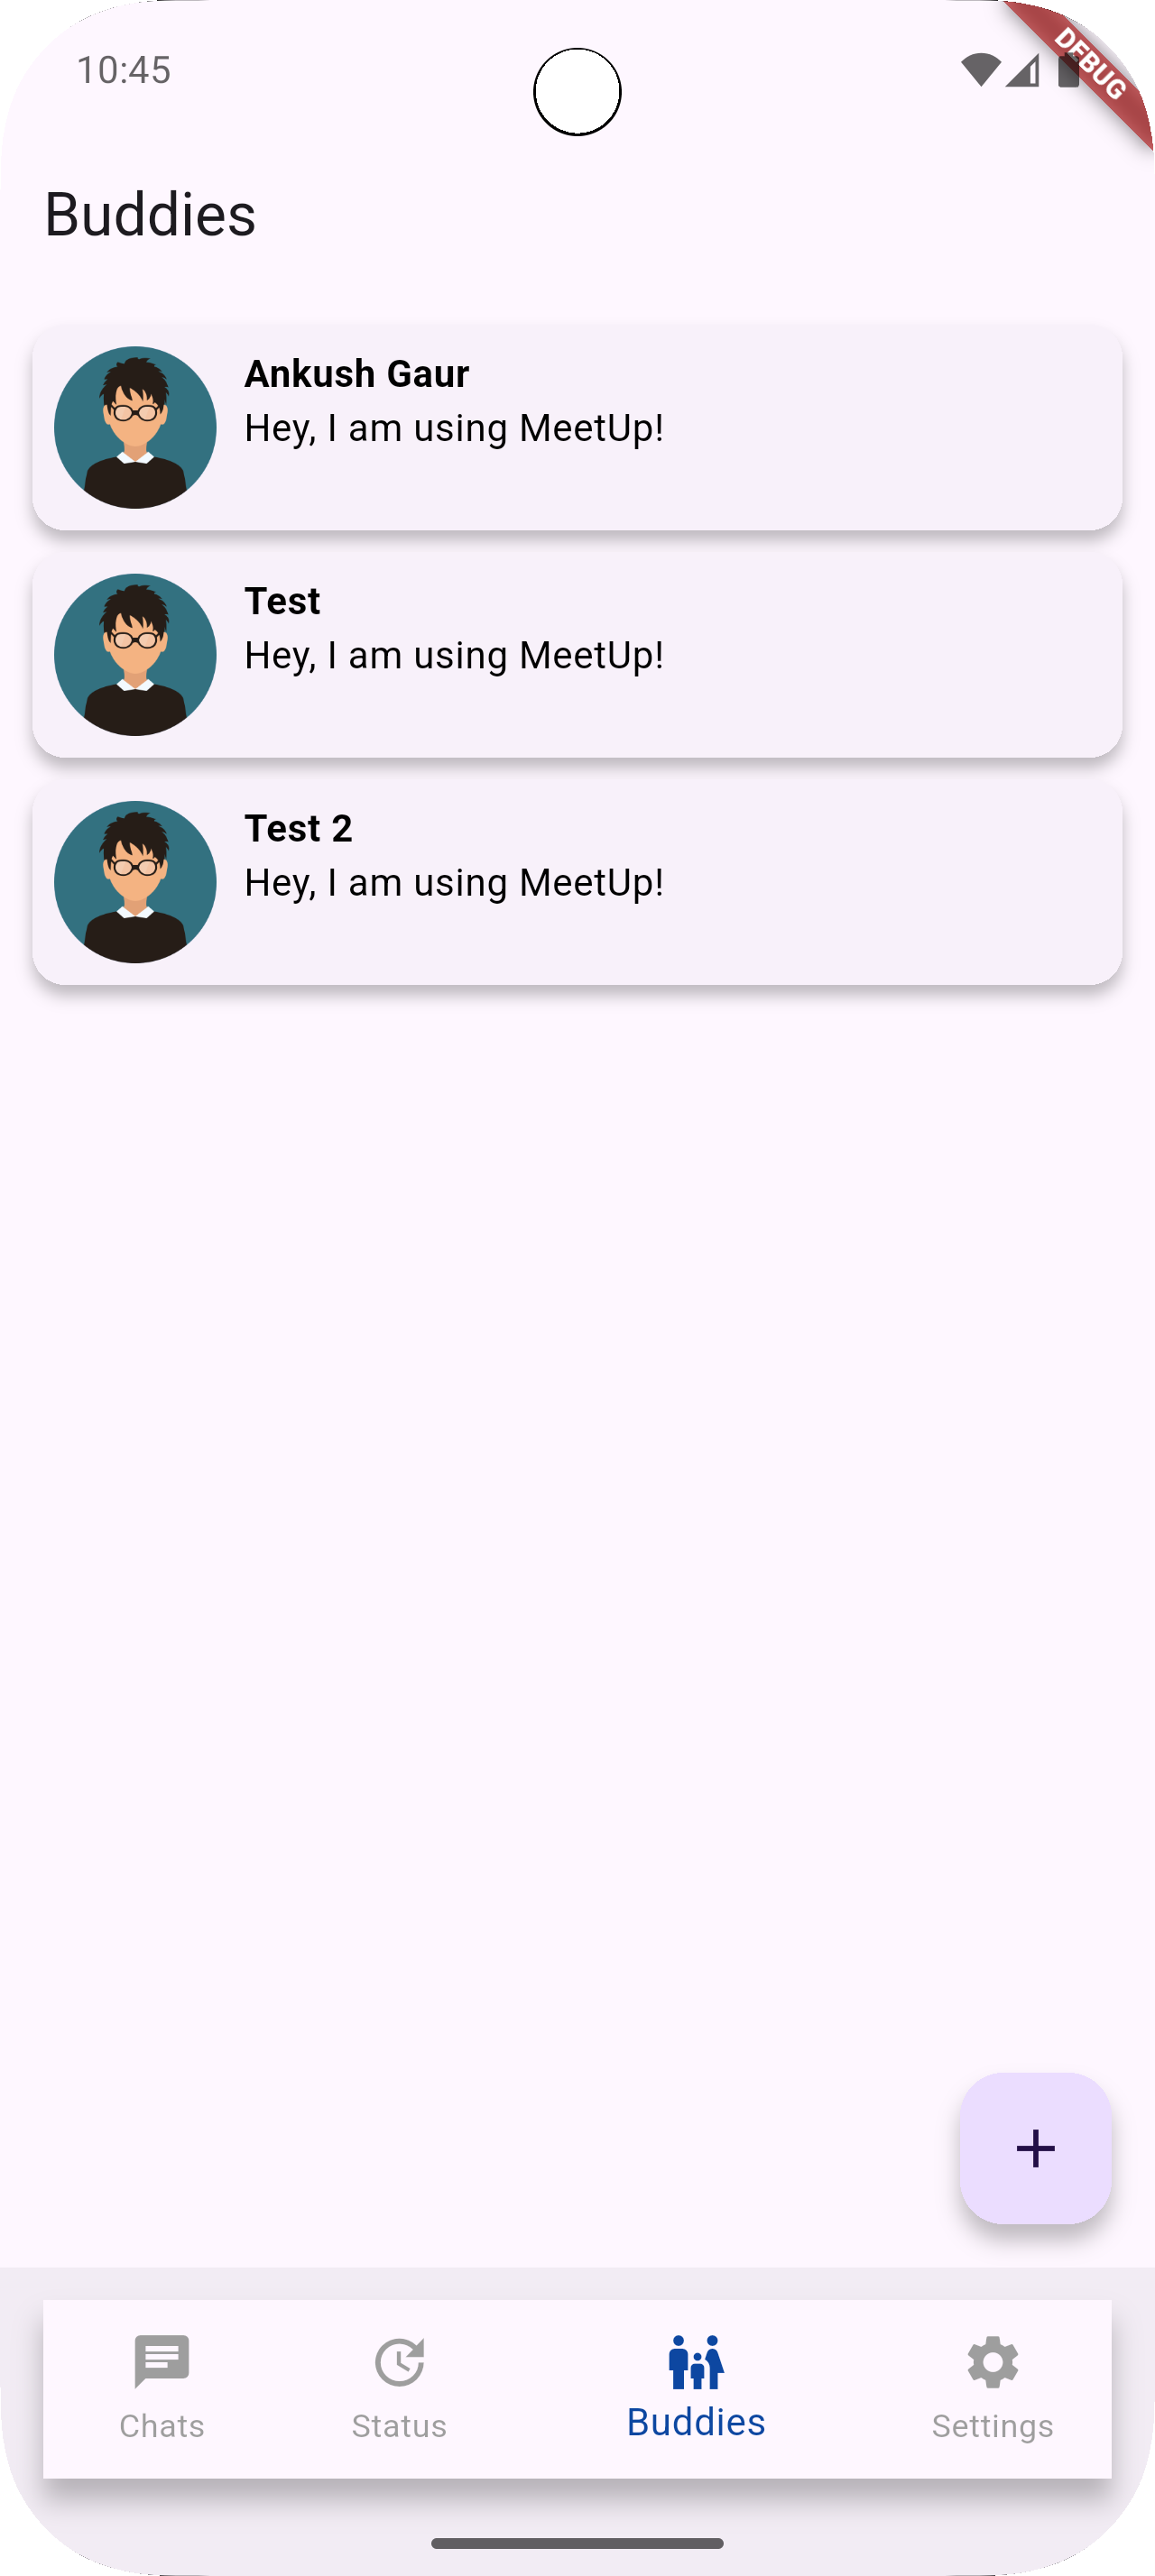 10:45
DEBUG
Buddies
Ankush Gaur
Hey, I am using MeetUp!
Test
Hey, I am using MeetUp!
Test 2
Hey, I am using MeetUp!
Chats
Status
Buddies
Settings